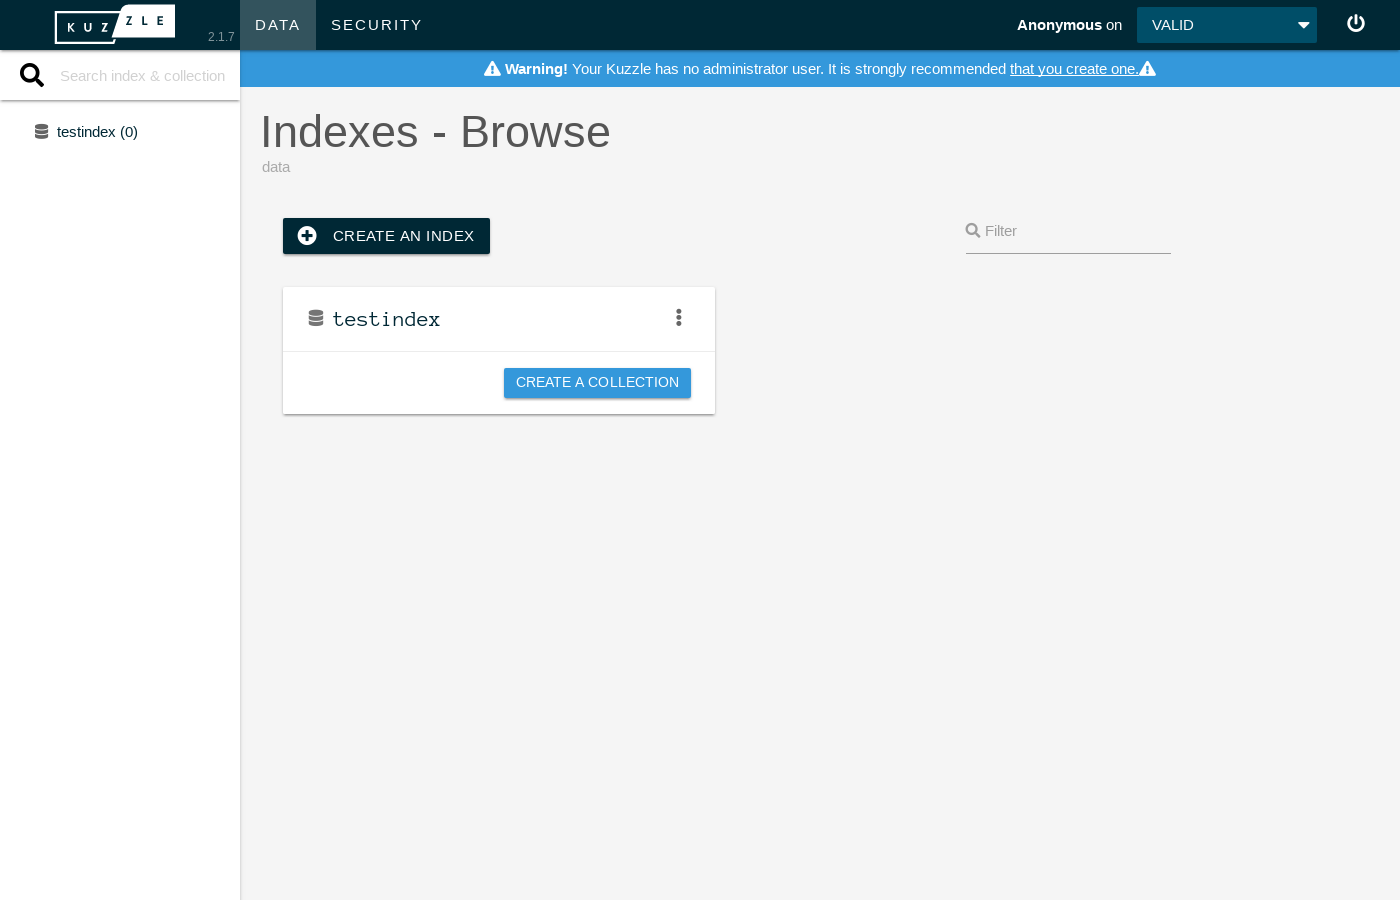 KUZZLE
2.1.7
DATA
SECURITY
Anonymous on
VALID
Search index & collection
Warning! Your Kuzzle has no administrator user. It is strongly recommended that you create one.
testindex (0)
Indexes - Browse
data
CREATE AN INDEX
Filter
testindex
CREATE A COLLECTION